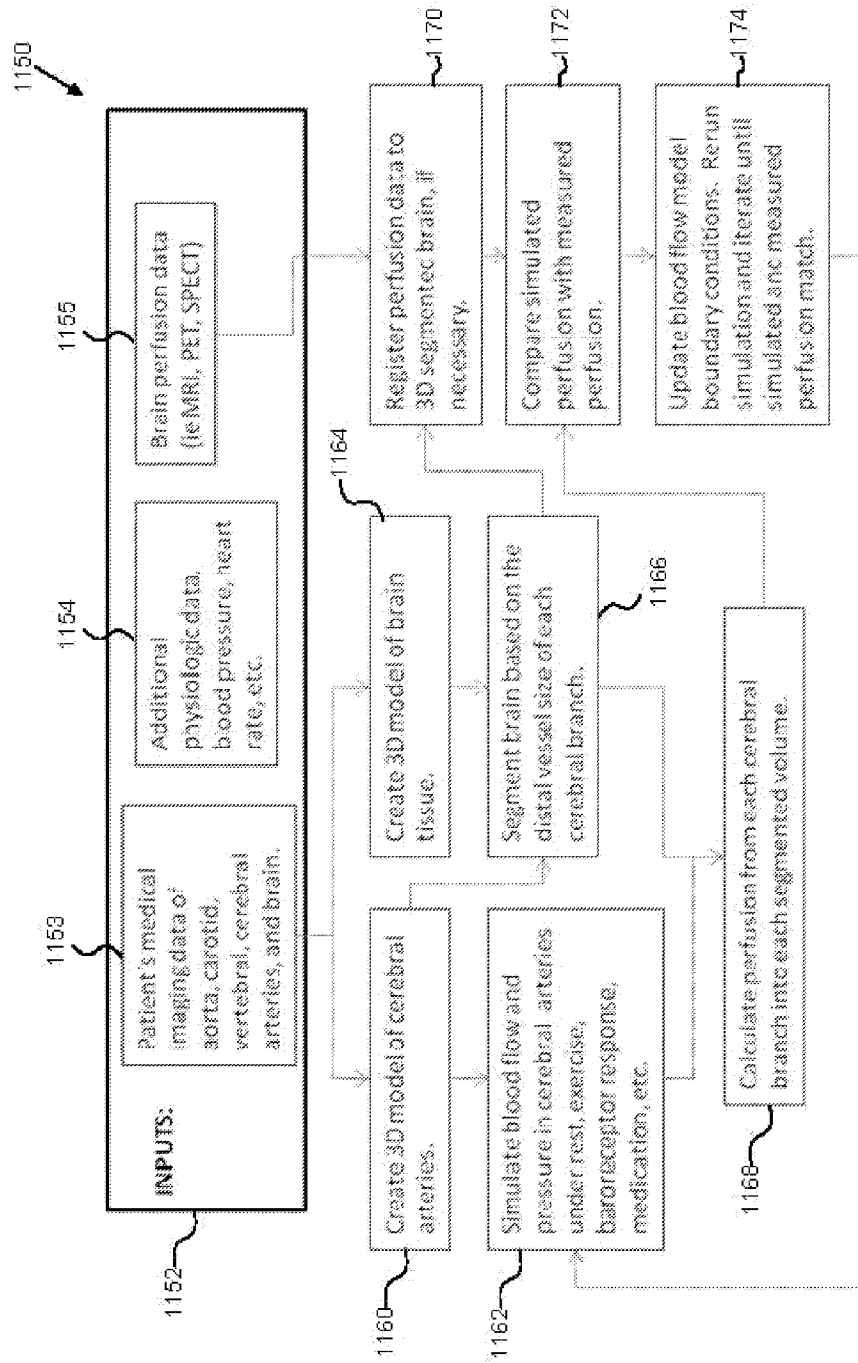 1150
1152
INPUTS:
1153
Patient's medical
imaging data of
aorta, carotid,
vertebral, cerebral
arteries, and brain.
1154
Additional
physiologic data,
blood pressure, heart
rate, etc.
1155
Brain perfusion data
(ie MRI, PET, SPECT)
1160
Create 3D model of cerebral
arteries.
1164
Create 3D model of brain
tissue.
1170
Register perfusion data to
3D segmentec brain, if
necessary.
1162
Simulate blood flow and
pressure in cerebral arteries
under rest, exercise,
baroreceptor response,
medication, etc.
1166
Segment brain based on the
distal vessel size of each
cerebral branch.
1172
Compare simulated
perfusion with measured
perfusion.
1168
Calculate perfusion from each cerebral
branch into each segmented volume.
1174
Update blood flow model
boundary conditions. Rerun
simulation and iterate until
simulated anc measured
perfusion match.